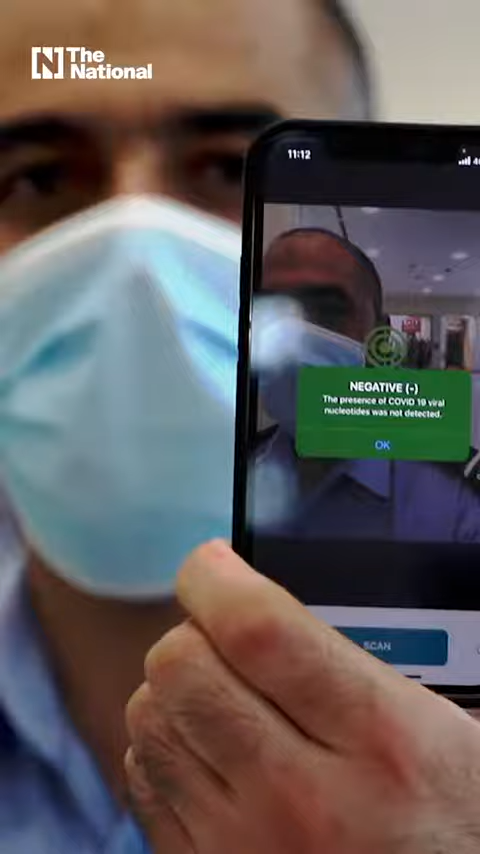 The
National
11:12
NEGATIVE (-)
The presence of COVID 19 viral
nucleotides was not detected.
OK
SCAN